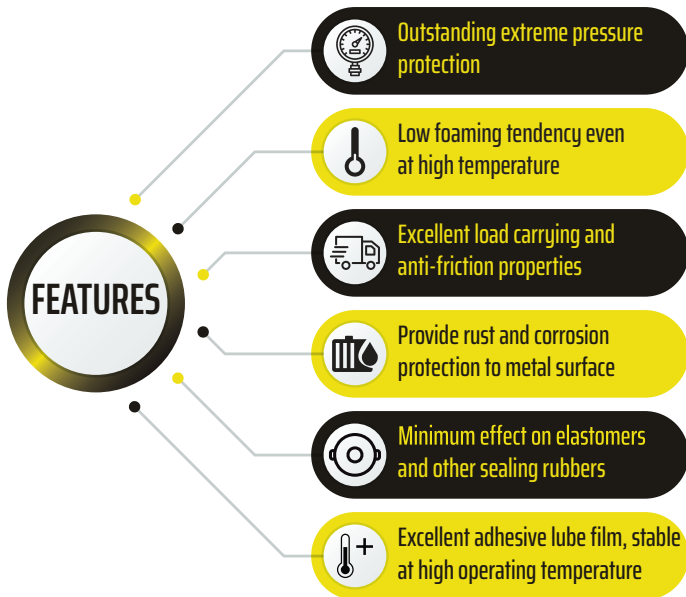 FEATURES
Outstanding extreme pressure
protection
Low foaming tendency even
at high temperature
Excellent load carrying and
anti-friction properties
Provide rust and corrosion
protection to metal surface
Minimum effect on elastomers
and other sealing rubbers
Excellent adhesive lube film, stable
at high operating temperature